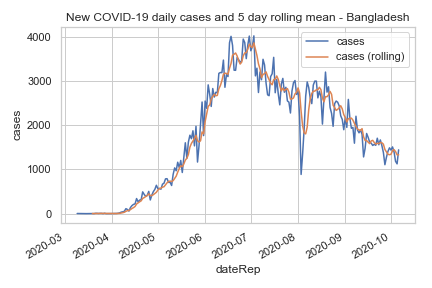 New COVID-19 daily cases and 5 day rolling mean - Bangladesh
cases
cases (rolling)
4000
3000
2000
1000
0
cases
2020-03
2020-04
2020-05
2020-06
2020-07
2020-08
2020-09
2020-10
dateRep